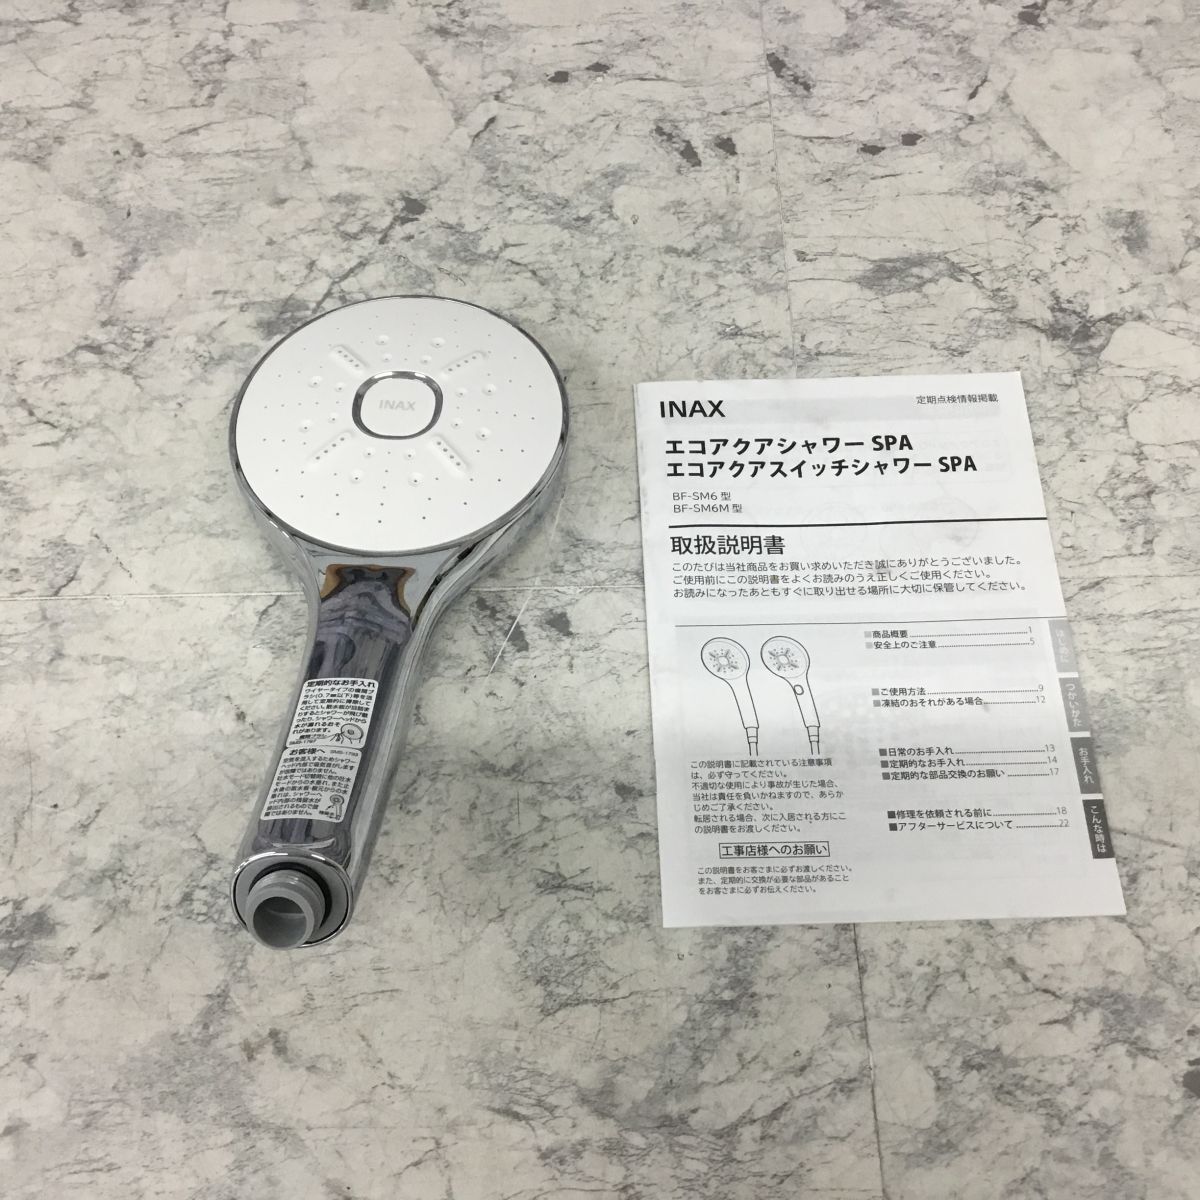 INAX
定期的なお手入れ
SMS-1797
お客様へ
SMS-1793
INAX
定期点検情報掲載
エコアクアシャワー SPA
エコアクアスイッチシャワー SPA
BF-SM6 型
BF-SM6M 型
取扱説明書
このたびは当社商品をお買い求めいただき誠にありがとうございました。
ご使用前にこの説明書をよくお読みのうえ正しくご使用ください。
お読みになったあともすぐに取り出せる場所に大切に保管してください。
■商品概要 1
■安全上のご注意 5
■ご使用方法 9
■凍結のおそれがある場合 12
■日常のお手入れ 13
■定期的なお手入れ 14
■定期的な部品交換のお願い 17
■修理を依頼される前に 18
■アフターサービスについて 22
はじめに
つかいかた
お手入れ
こんな時は
この説明書に記載されている注意事項
は、必ず守ってください。
不適切な使用により事故が生じた場合、
当社は責任を負いかねますので、あらか
じめご了承ください。
転居される場合、次に入居される方にこ
の説明書をお渡しください。
工事店様へのお願い
この説明書をお客さまに必ずお渡しください。
また、定期的に交換が必要な部品があること
をお客さまに必ずお伝えください。